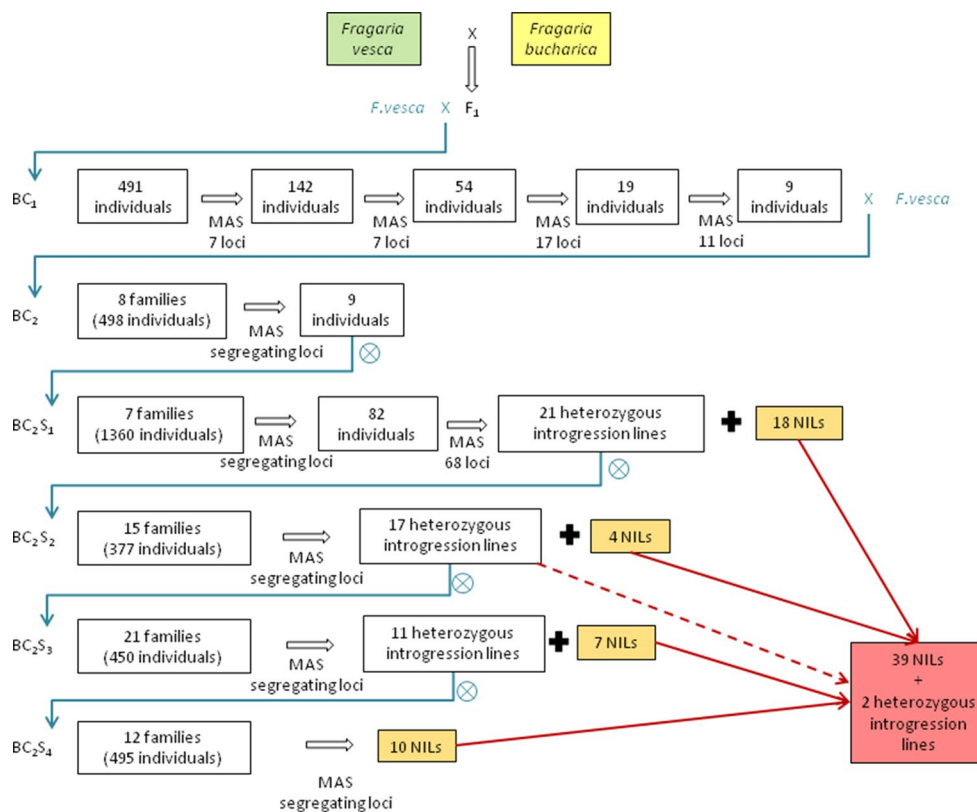 Fragaria vesca
X
Fragaria bucharica
F.vesca X F1
BC1
491 individuals
MAS 7 loci
142 individuals
MAS 7 loci
54 individuals
MAS 17 loci
19 individuals
MAS 11 loci
9 individuals
X F.vesca
BC2
8 families
(498 individuals)
MAS
segregating loci
9
individuals
BC2S1
7 families
(1360 individuals)
MAS
segregating loci
82
individuals
MAS
68 loci
21 heterozygous
introgression lines
+
18 NILs
BC2S2
15 families
(377 individuals)
MAS
segregating loci
17 heterozygous
introgression lines
+
4 NILs
BC2S3
21 families
(450 individuals)
MAS
segregating loci
11 heterozygous
introgression lines
+
7 NILs
BC2S4
12 families
(495 individuals)
MAS
segregating loci
10 NILs
39 NILs
+
2 heterozygous
introgression
lines